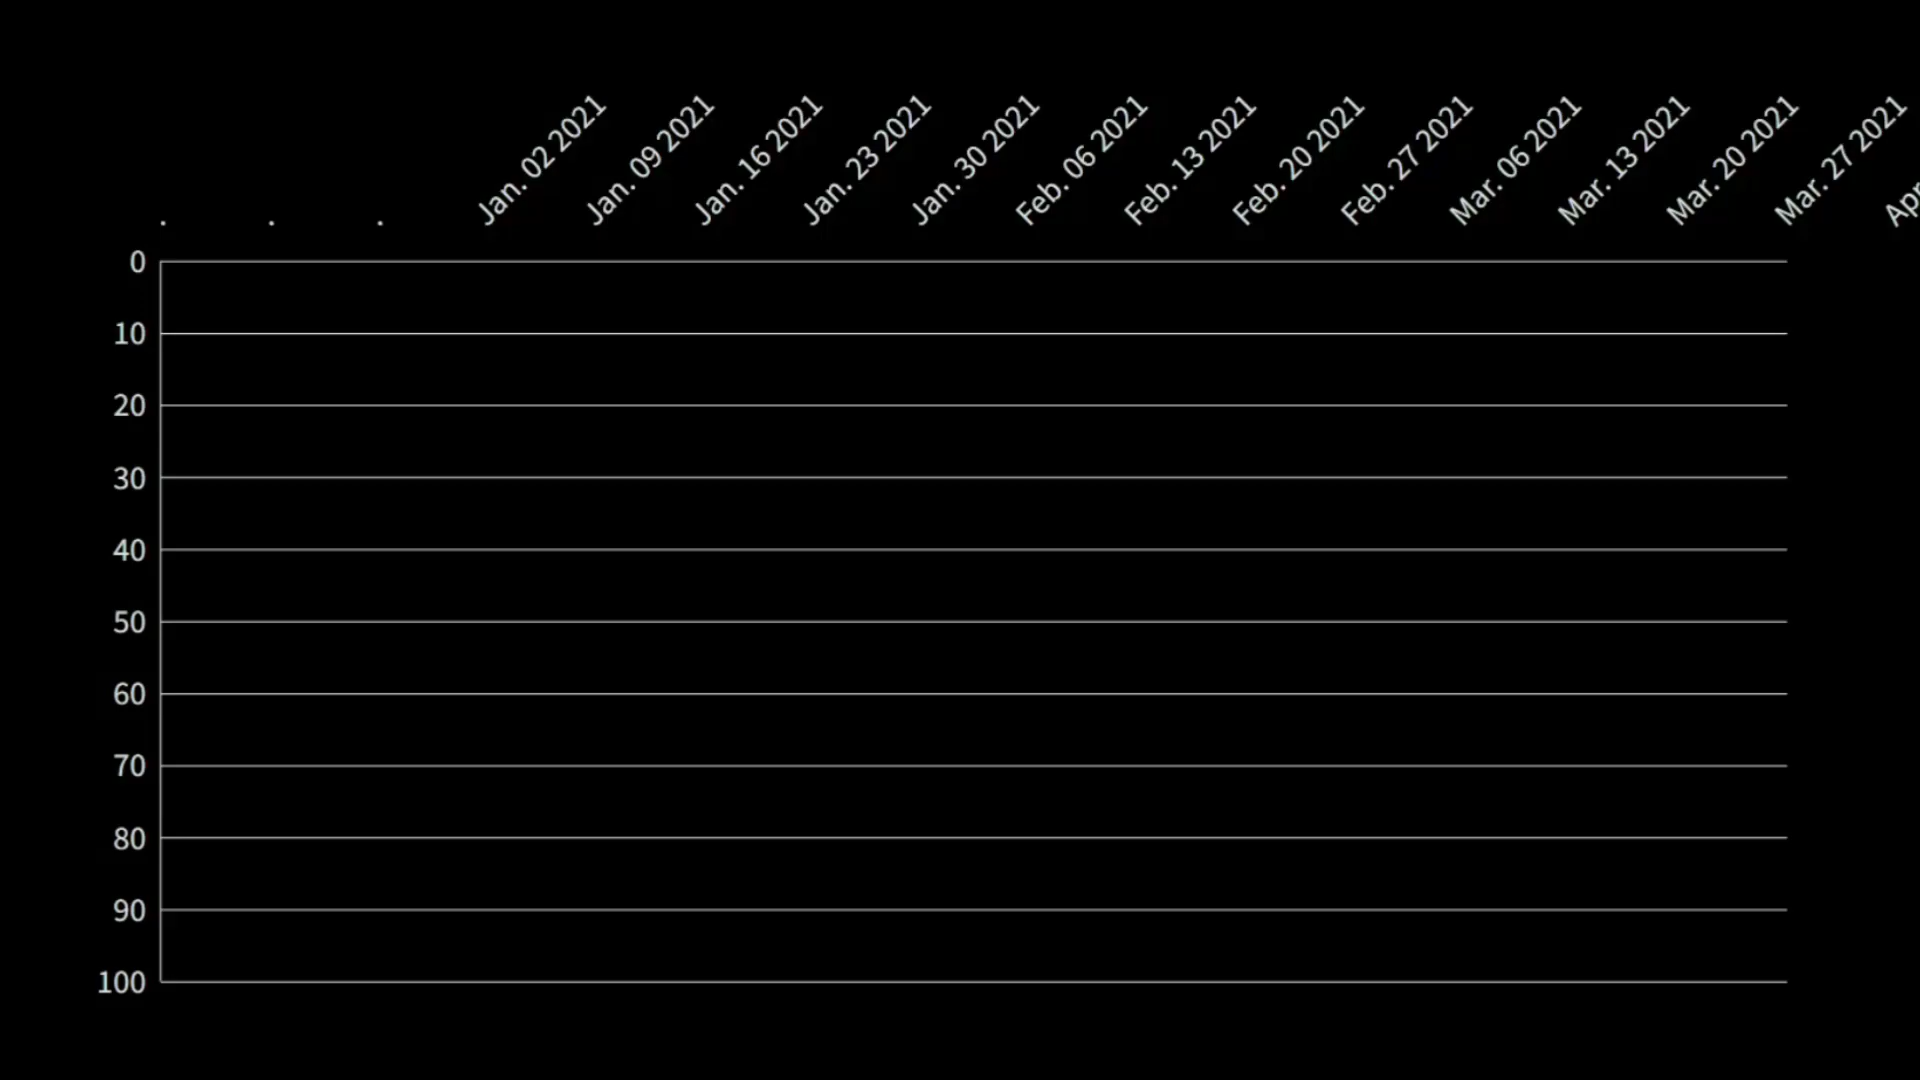 .
.
.
Jan. 02 2021
Jan. 09 2021
Jan. 16 2021
Jan. 23 2021
Jan. 30 2021
Feb. 06 2021
Feb. 13 2021
Feb. 20 2021
Feb. 27 2021
Mar. 06 2021
Mar. 13 2021
Mar. 20 2021
Mar. 27 2021
Apr
0
10
20
30
40
50
60
70
80
90
100